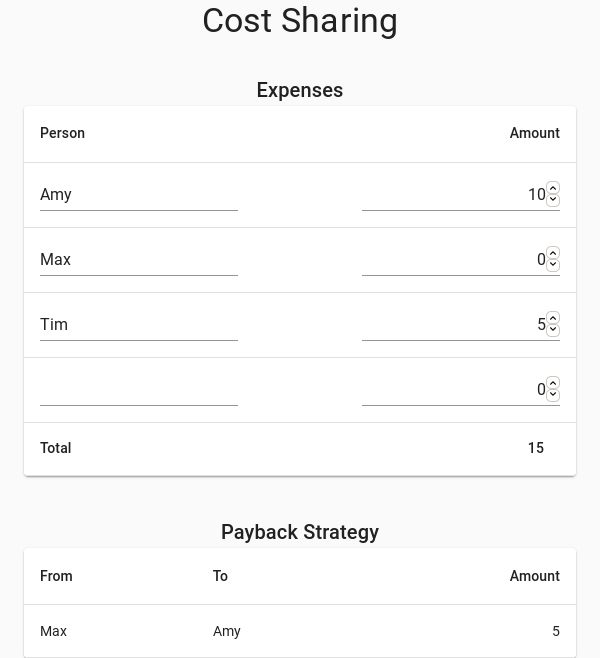 Cost Sharing
Expenses
Person Amount
Amy 10
Max 0
Tim 5
0
Total 15
Payback Strategy
From To Amount
Max Amy 5